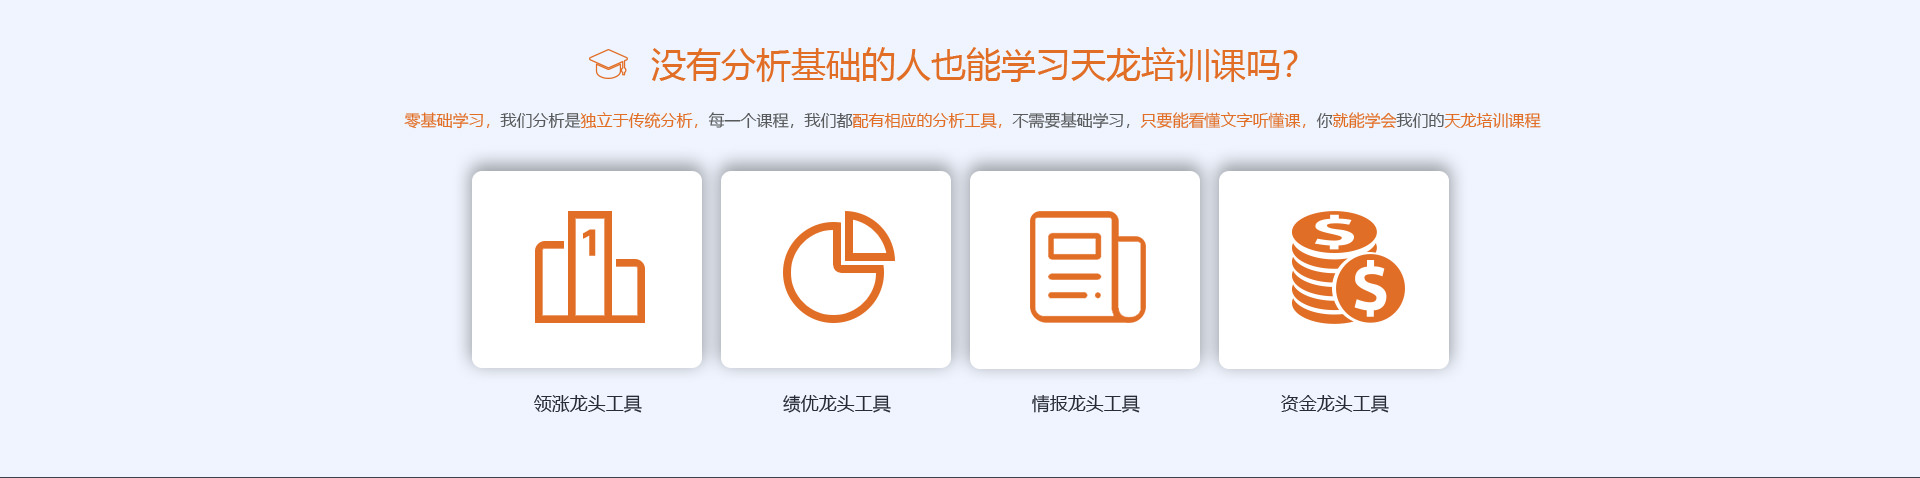 没有分析基础的人也能学习天龙培训课吗？
零基础学习，我们分析是独立于传统分析，每一个课程，我们都配有相应的分析工具，不需要基础学习，只要能看懂文字听懂课，你就能学会我们的天龙培训课程
1
$
$
领涨龙头工具
绩优龙头工具
情报龙头工具
资金龙头工具